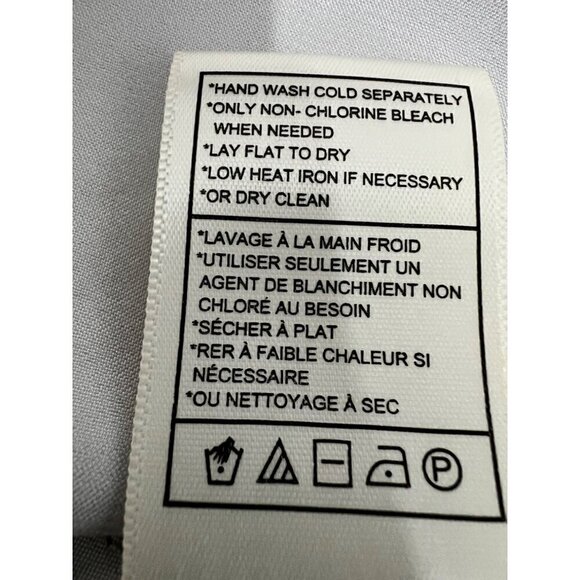 *HAND WASH COLD SEPARATELY
*ONLY NON- CHLORINE BLEACH
WHEN NEEDED
*LAY FLAT TO DRY
*LOW HEAT IRON IF NECESSARY
*OR DRY CLEAN
*LAVAGE À LA MAIN FROID
*UTILISER SEULEMENT UN
AGENT DE BLANCHIMENT NON
CHLORÉ AU BESOIN
*SÉCHER À PLAT
*RER À FAIBLE CHALEUR SI
NÉCESSAIRE
*OU NETTOYAGE À SEC
P